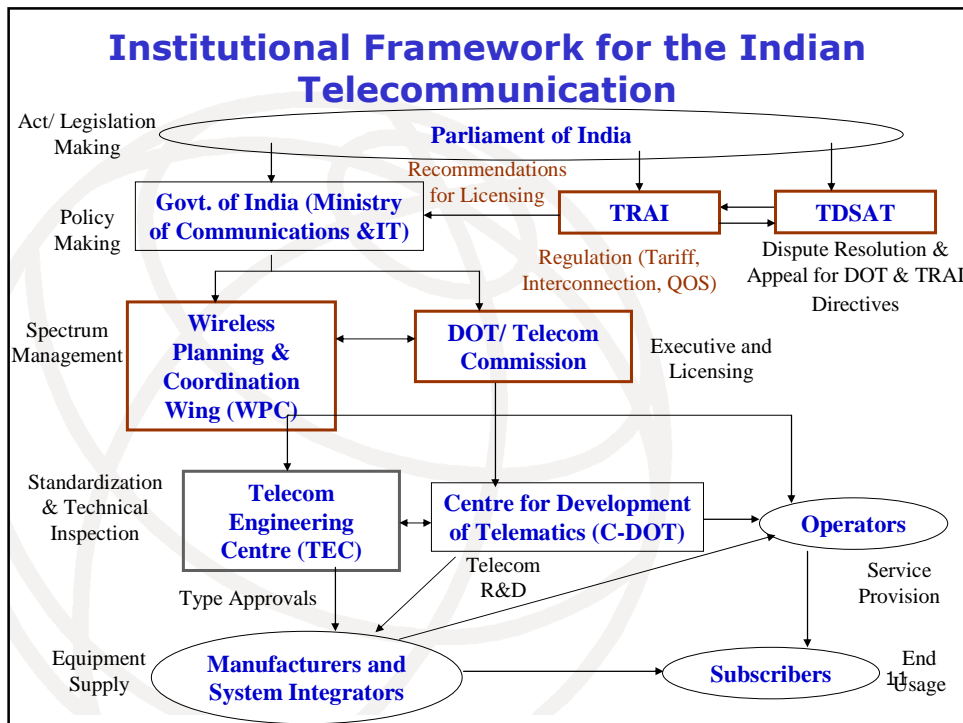 Institutional Framework for the Indian
Telecommunication
Act/ Legislation
Making
Parliament of India
Recommendations
for Licensing
Policy
Making
Govt. of India (Ministry
of Communications &IT)
TRAI
TDSAT
Regulation (Tariff,
Interconnection, QOS)
Dispute Resolution &
Appeal for DOT & TRAI
Directives
Spectrum
Management
Wireless
Planning &
Coordination
Wing (WPC)
DOT/ Telecom
Commission
Executive and
Licensing
Standardization
& Technical
Inspection
Telecom
Engineering
Centre (TEC)
Centre for Development
of Telematics (C-DOT)
Operators
Type Approvals
Telecom
R&D
Service
Provision
Equipment
Supply
Manufacturers and
System Integrators
Subscribers
End
Usage
11